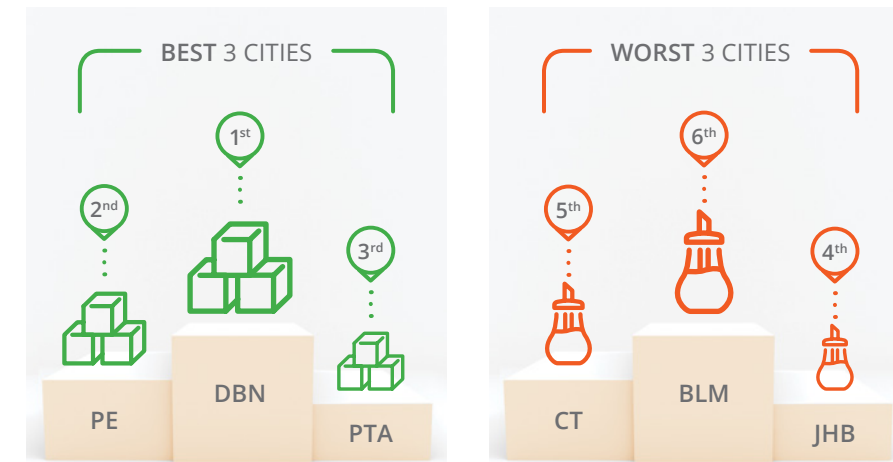 BEST 3 CITIES
1st
2nd
3rd
DBN
PE
PTA
WORST 3 CITIES
6th
5th
4th
BLM
CT
JHB